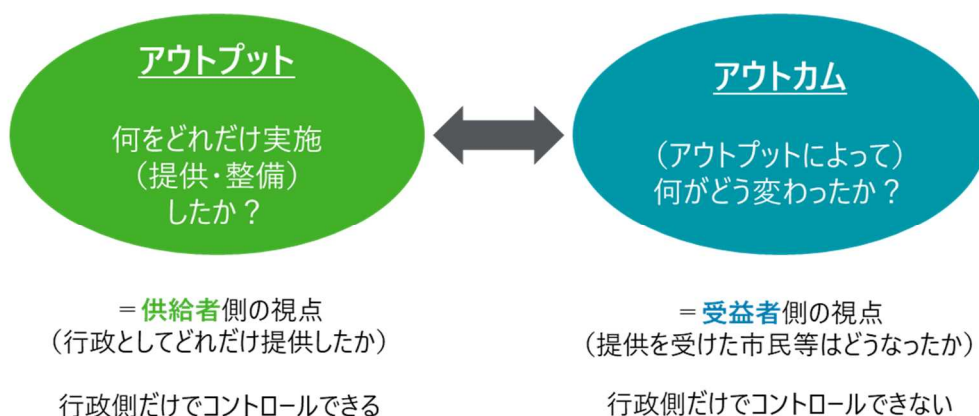 アウトプット
何をどれだけ実施
（提供・整備）
したか？
アウトカム
（アウトプットによって）
何がどう変わったか？
＝供給者側の視点
（行政としてどれだけ提供したか）
行政側だけでコントロールできる
＝受益者側の視点
（提供を受けた市民等はどうなったか）
行政側だけでコントロールできない